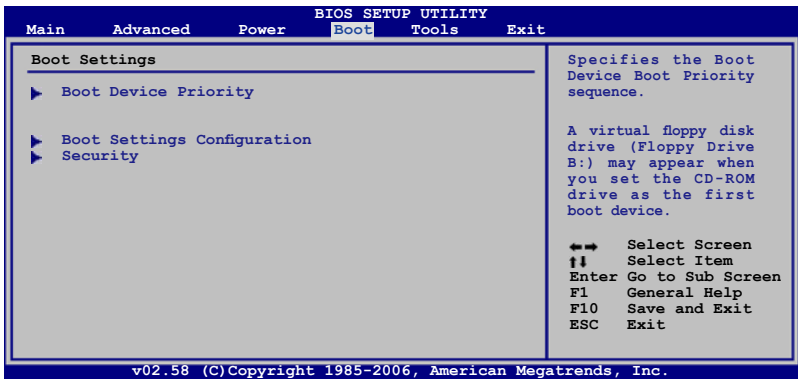 BIOS SETUP UTILITY
Main Advanced Power Boot Tools Exit
Boot Settings
Boot Device Priority
Boot Settings Configuration
Security
Specifies the Boot
Device Boot Priority
sequence.
A virtual floppy disk
drive (Floppy Drive
B:) may appear when
you set the CD-ROM
drive as the first
boot device.
Select Screen
Select Item
Enter Go to Sub Screen
F1 General Help
F10 Save and Exit
ESC Exit
v02.58 (C)Copyright 1985-2006, American Megatrends, Inc.